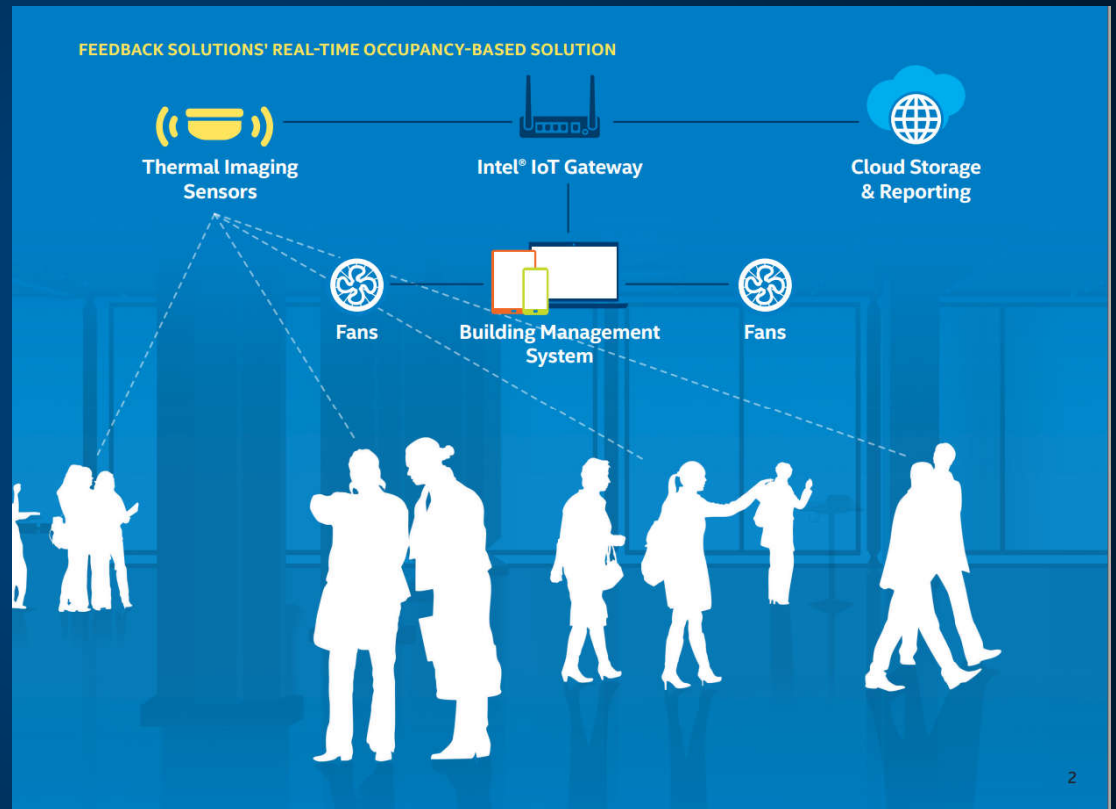 FEEDBACK SOLUTIONS' REAL-TIME OCCUPANCY-BASED SOLUTION
Thermal Imaging
Sensors
Intel® IoT Gateway
Cloud Storage
& Reporting
Fans
Building Management
System
Fans
2